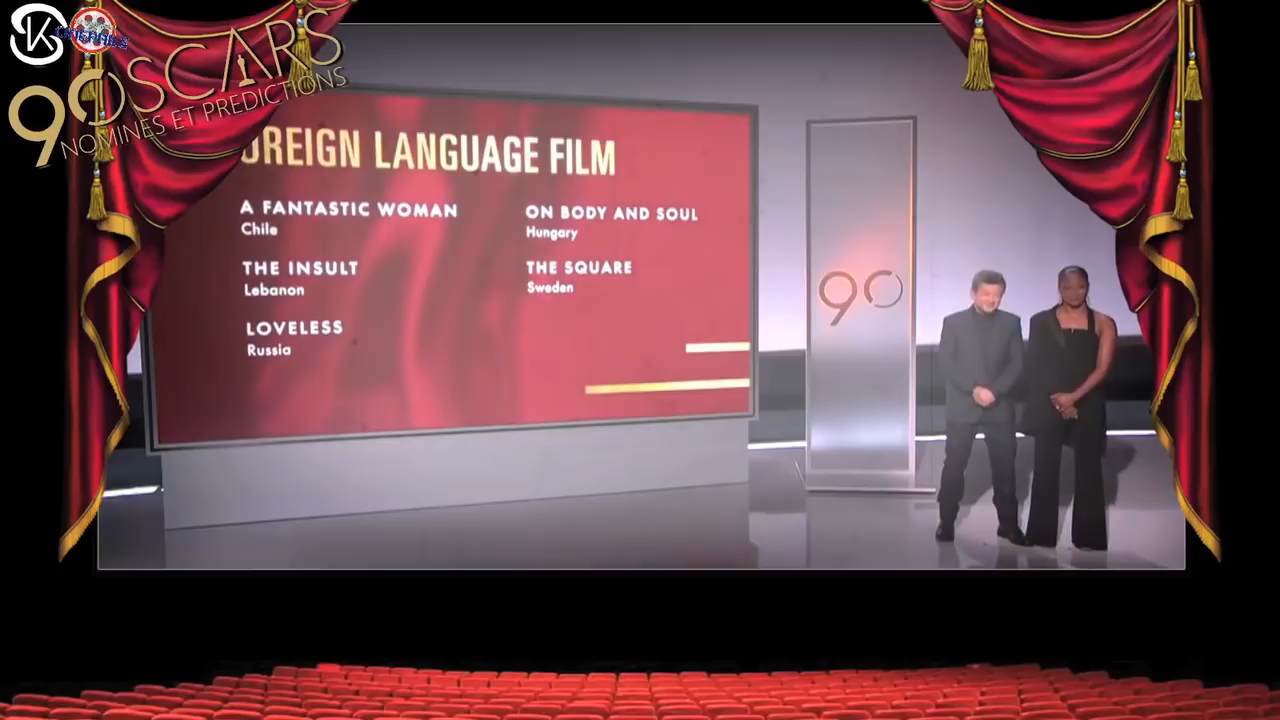 K
OSCARS
90
NOMINES ET PREDICTIONS
OREIGN LANGUAGE FILM
A FANTASTIC WOMAN
Chile
THE INSULT
Lebanon
LOVELESS
Russia
ON BODY AND SOUL
Hungary
THE SQUARE
Sweden
90